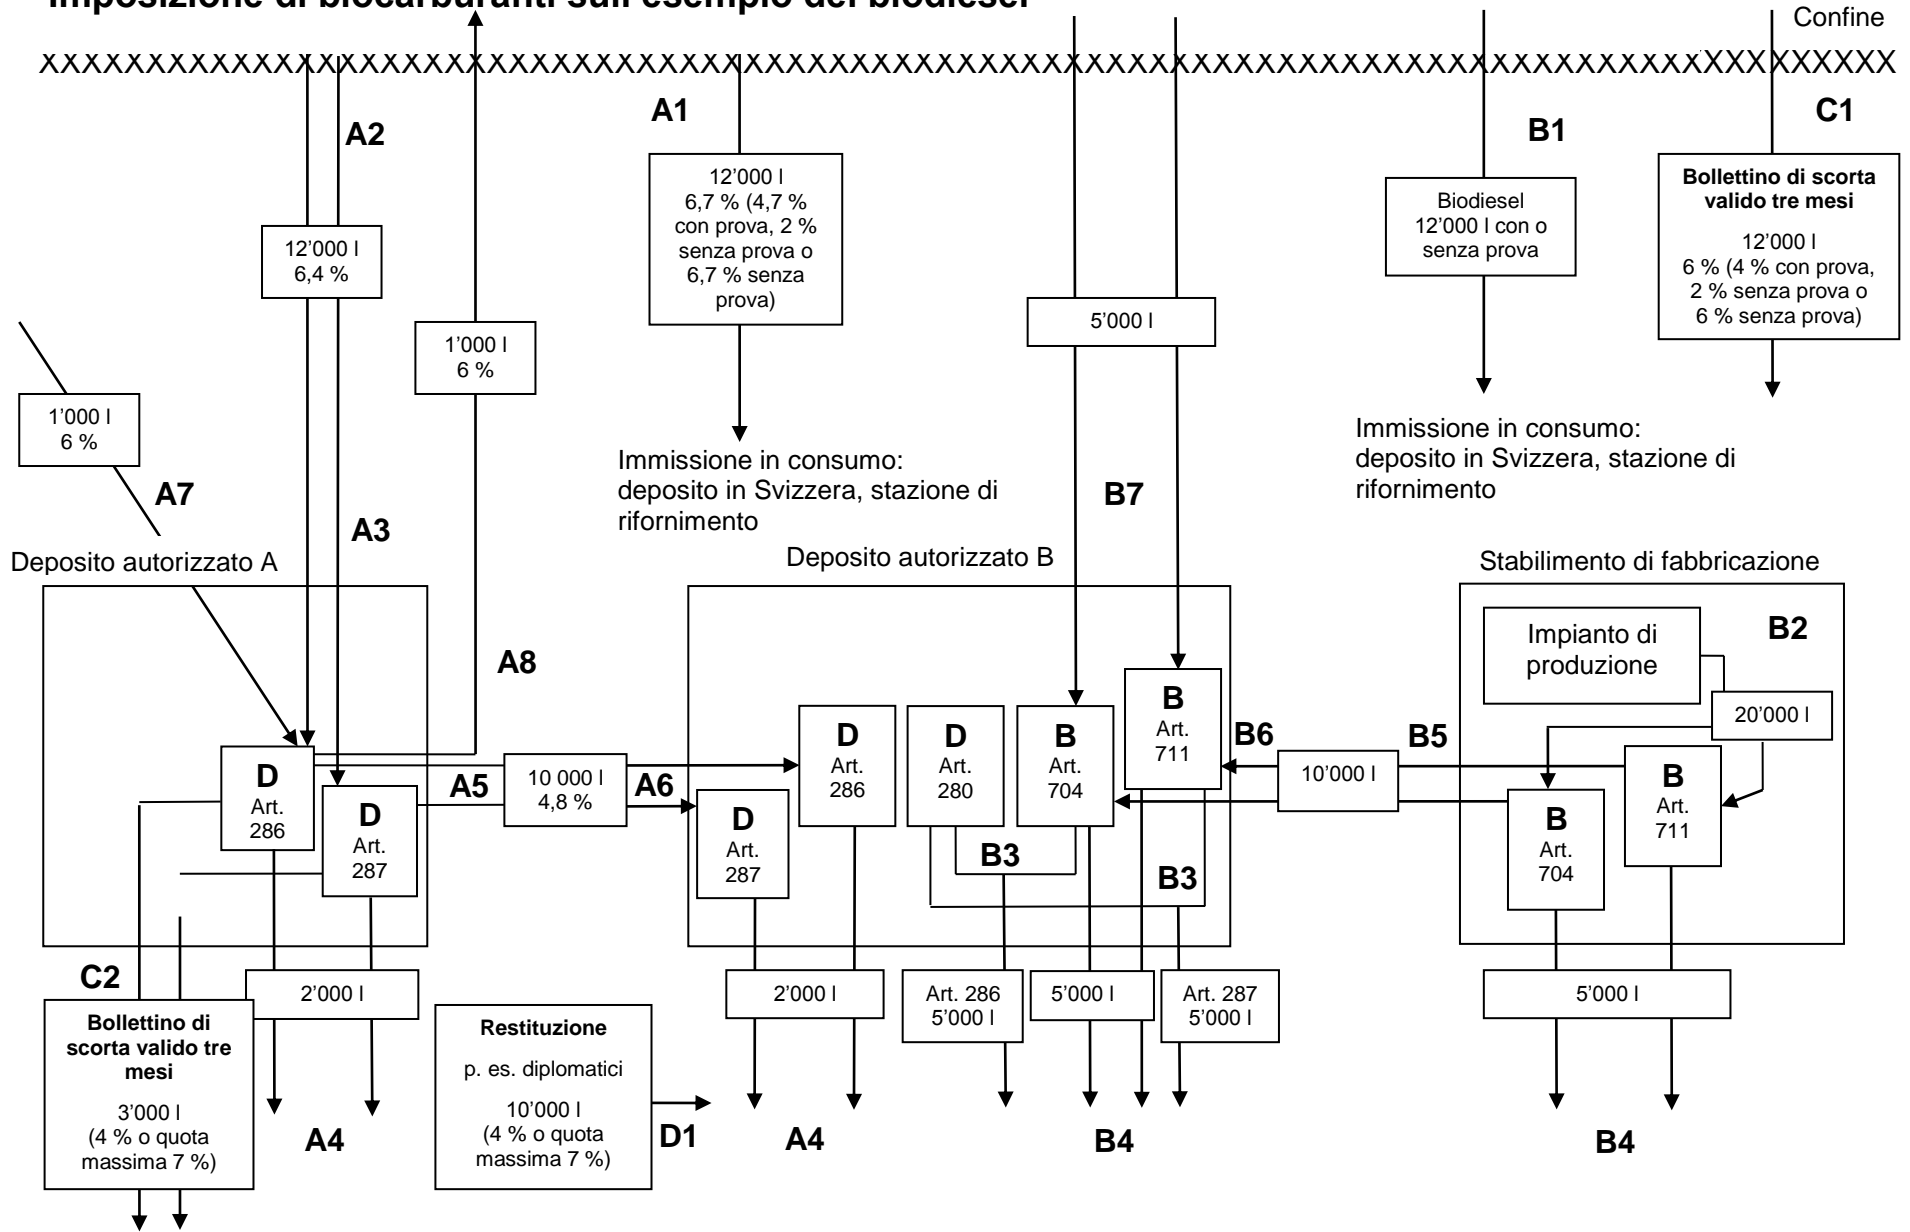 Imposizione di biocarburanti sull'esempio del biodiesel
Confine
XXXXXXXXXXXXXXXXXXXXXXXXXXXXXXXXXXXXXXXXXXXXXXXXXXXXXXXXXXXXXXXXXXXXXXXXXXXXXXXXXXXXXXX
A2
A1
B1
C1
12’000 l
6,4 %
12’000 l
6,7 % (4,7 %
con prova, 2 %
senza prova o
6,7 % senza
prova)
Biodiesel
12’000 l con o
senza prova
Bollettino di scorta
valido tre mesi
12’000 l
6 % (4 % con prova,
2 % senza prova o
6 % senza prova)
1’000 l
6 %
5’000 l
1’000 l
6 %
A7
A3
Immissione in consumo:
deposito in Svizzera, stazione di
rifornimento
B7
Immissione in consumo:
deposito in Svizzera, stazione di
rifornimento
Deposito autorizzato A
Deposito autorizzato B
Stabilimento di fabbricazione
A8
Impianto di
produzione
B2
20’000 l
D
Art.
286
D
Art.
287
A5
10 000 l
4,8 %
A6
D
Art.
287
D
Art.
286
D
Art.
280
B
Art.
704
B
Art.
711
B6
10’000 l
B5
B
Art.
704
B
Art.
711
B3
B3
C2
2’000 l
2’000 l
Art. 286
5’000 l
5’000 l
Art. 287
5’000 l
5’000 l
Bollettino di
scorta valido tre
mesi
3’000 l
(4 % o quota
massima 7 %)
A4
Restituzione
p. es. diplomatici
10’000 l
(4 % o quota
massima 7 %)
D1
A4
B4
B4